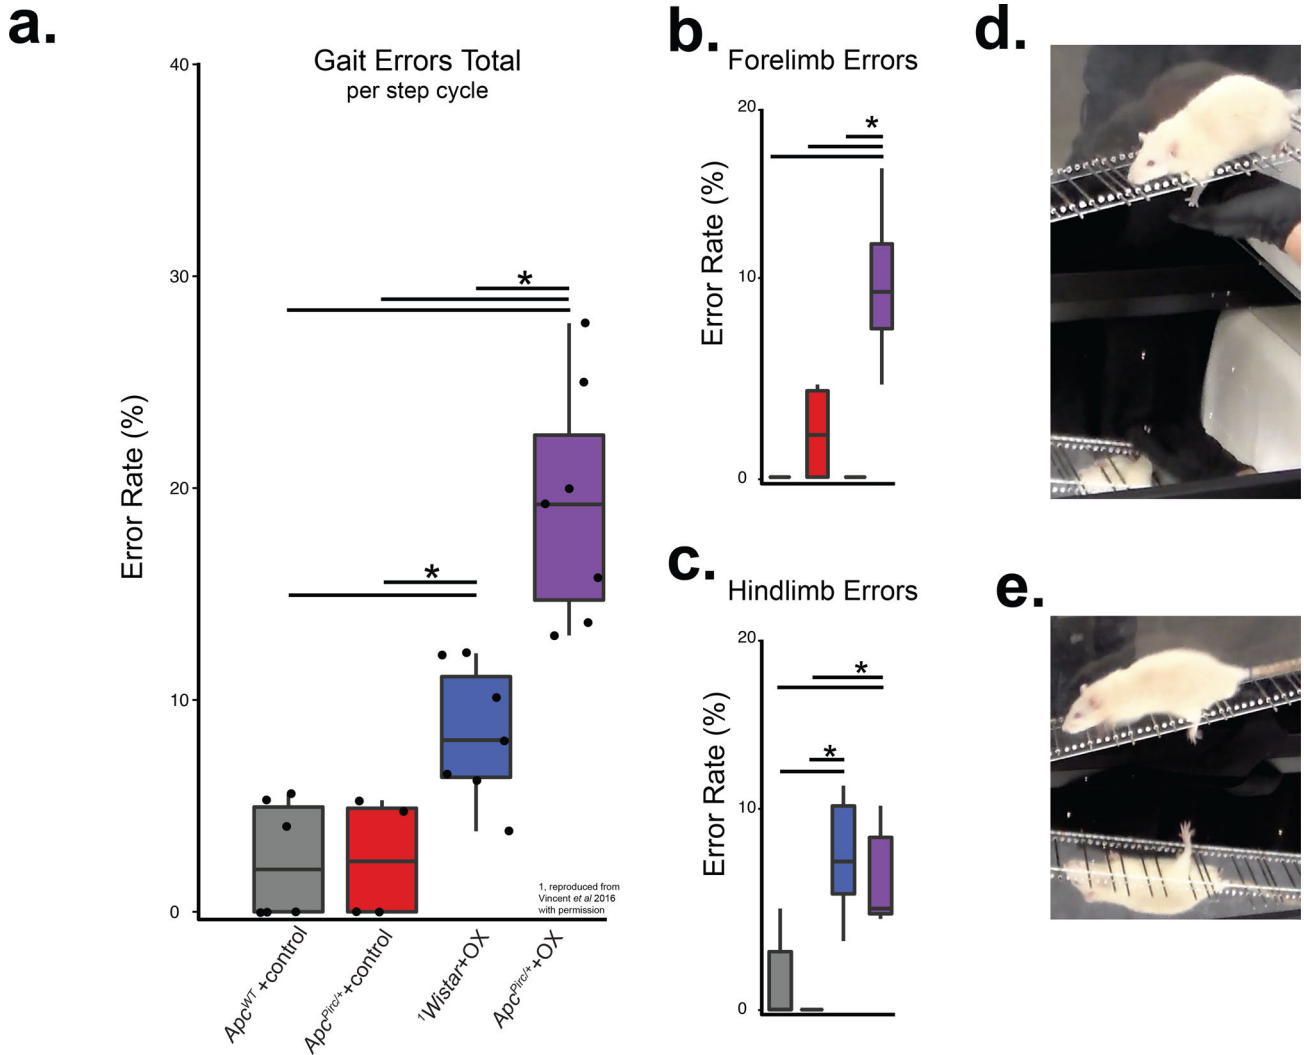 a.
Gait Errors Total
per step cycle
Error Rate (%)
40
30
20
10
0
*
*
1, reproduced from
Vincent et al 2016
with permission
Apc^WT +control
Apc^Pirc/+ +control
¹Wistar+OX
Apc^Pirc/+ +OX
b.
Forelimb Errors
Error Rate (%)
20
10
0
*
c.
Hindlimb Errors
Error Rate (%)
20
10
0
*
*
d.
e.